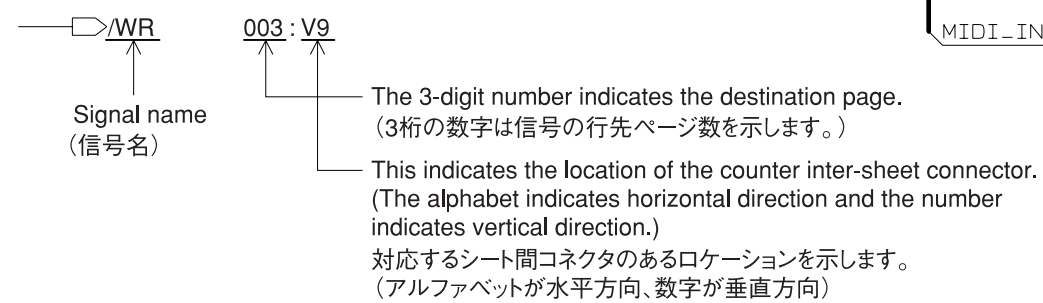 /WR 003 : V9
MIDI_IN
Signal name
（信号名）
The 3-digit number indicates the destination page.
（3桁の数字は信号の行先ページ数を示します。）
This indicates the location of the counter inter-sheet connector.
(The alphabet indicates horizontal direction and the number
indicates vertical direction.)
対応するシート間コネクタのあるロケーションを示します。
（アルファベットが水平方向、数字が垂直方向）